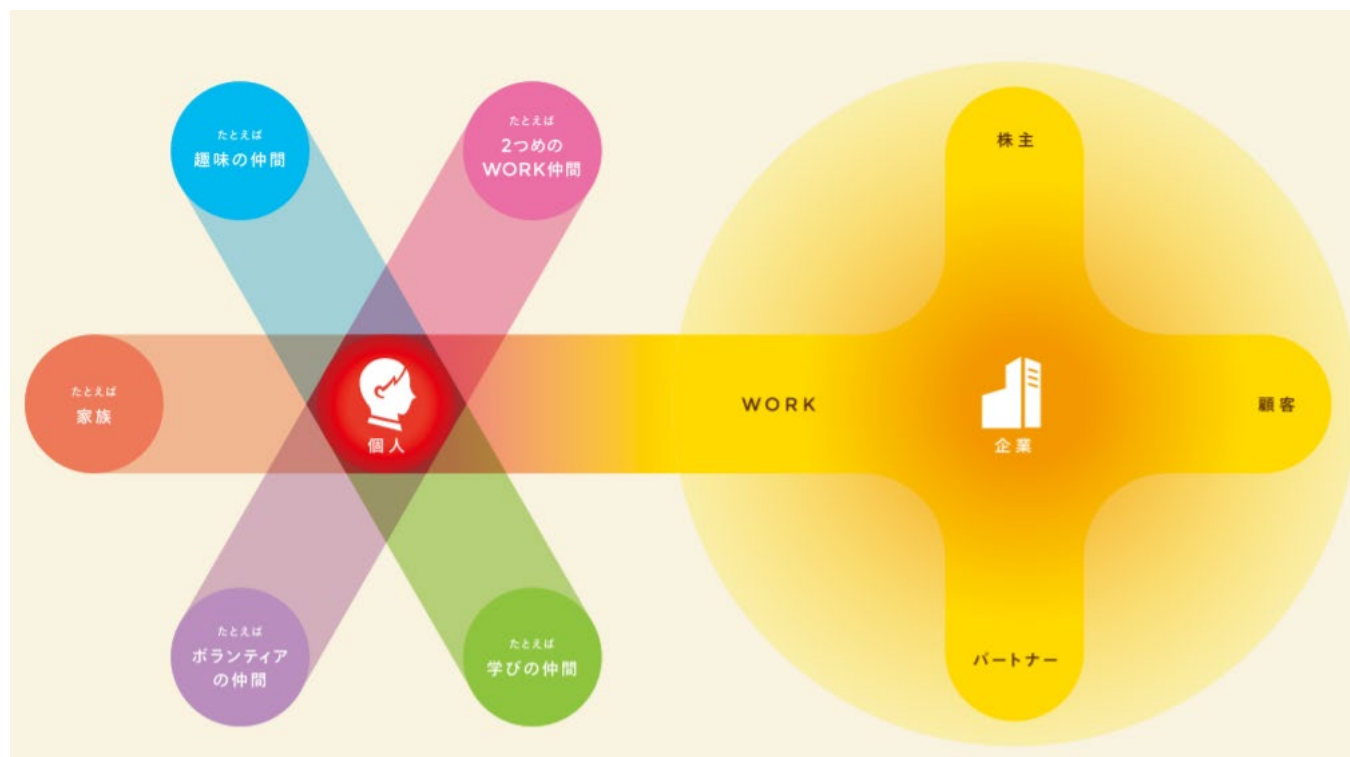 たとえば
趣味の仲間
たとえば
2つめの
WORK仲間
たとえば
家族
個人
たとえば
ボランティア
の仲間
たとえば
学びの仲間
株主
WORK
企業
顧客
パートナー